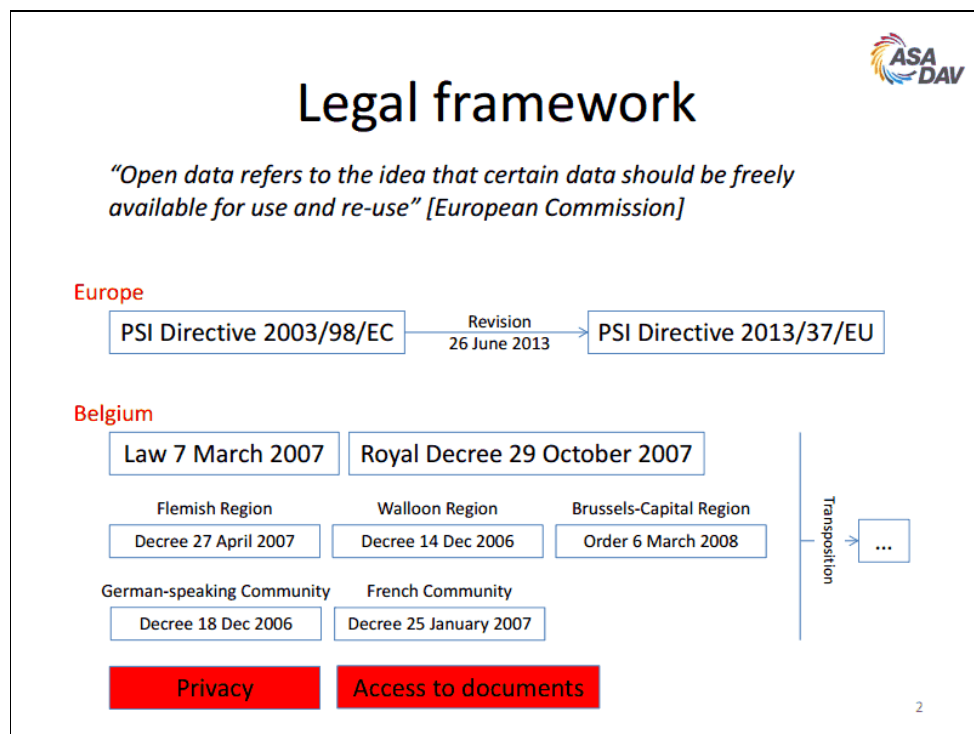 ASA
DAV
Legal framework
“Open data refers to the idea that certain data should be freely
available for use and re-use” [European Commission]
Europe
PSI Directive 2003/98/EC
Revision
26 June 2013
PSI Directive 2013/37/EU
Belgium
Law 7 March 2007
Royal Decree 29 October 2007
Flemish Region
Walloon Region
Brussels-Capital Region
Decree 27 April 2007
Decree 14 Dec 2006
Order 6 March 2008
Transposition
...
German-speaking Community
French Community
Decree 18 Dec 2006
Decree 25 January 2007
Privacy
Access to documents
2